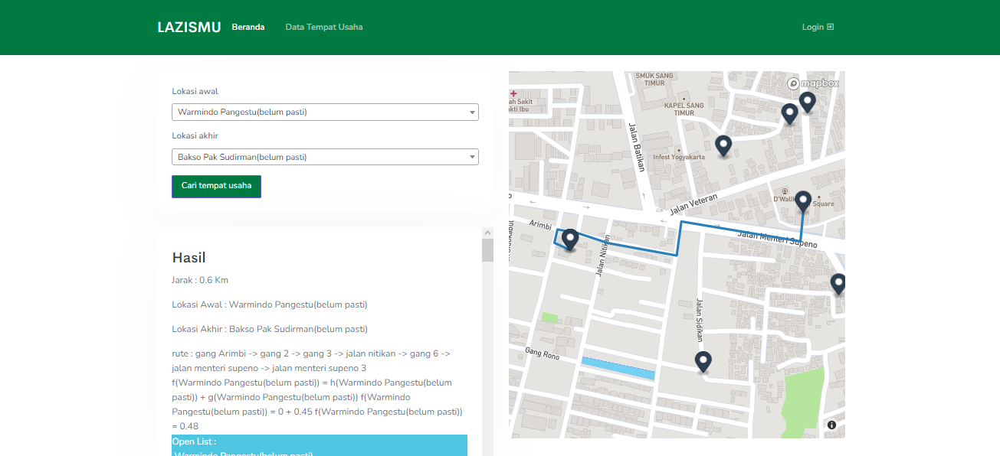 LAZISMU Beranda Data Tempat Usaha Login
Lokasi awal
Warmindo Pangestu(belum pasti)
Lokasi akhir
Bakso Pak Sudirman(belum pasti)
Cari tempat usaha
Hasil
Jarak : 0.6 Km
Lokasi Awal : Warmindo Pangestu(belum pasti)
Lokasi Akhir : Bakso Pak Sudirman(belum pasti)
rute : gang Arimbi -> gang 2 -> gang 3 -> jalan nitikan -> gang 6 ->
jalan menteri supeno -> jalan menteri supeno 3
f(Warmindo Pangestu(belum pasti)) = h(Warmindo Pangestu(belum
pasti)) + g(Warmindo Pangestu(belum pasti)) f(Warmindo
Pangestu(belum pasti)) = 0 + 0.45 f(Warmindo Pangestu(belum pasti))
= 0.48
Open List :
Warmindo Pangestu(belum pasti)
SMUK SANG
TIMUR
mapbox
ah Sakit
kti Ibu
KAPEL SANG
TIMUR
Jalan Batikan
Infest Yogyakarta
Jalan Veteran
D'Walik
Square
Arimbi
Jalan Menteri Supeno
Jalan Nitikan
Jalan Sidikan
Gang Rono